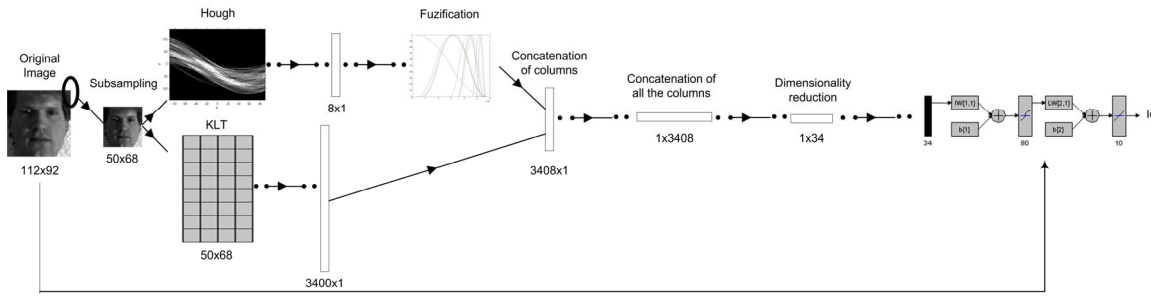 Original
Image
112x92
Subsampling
50x68
Hough
KLT
50x68
8x1
3400x1
Fuzification
Concatenation
of columns
3408x1
Concatenation of
all the columns
1x3408
Dimensionality
reduction
1x34
34
IW[1,1]
b[1]
80
LW[2,1]
b[2]
10